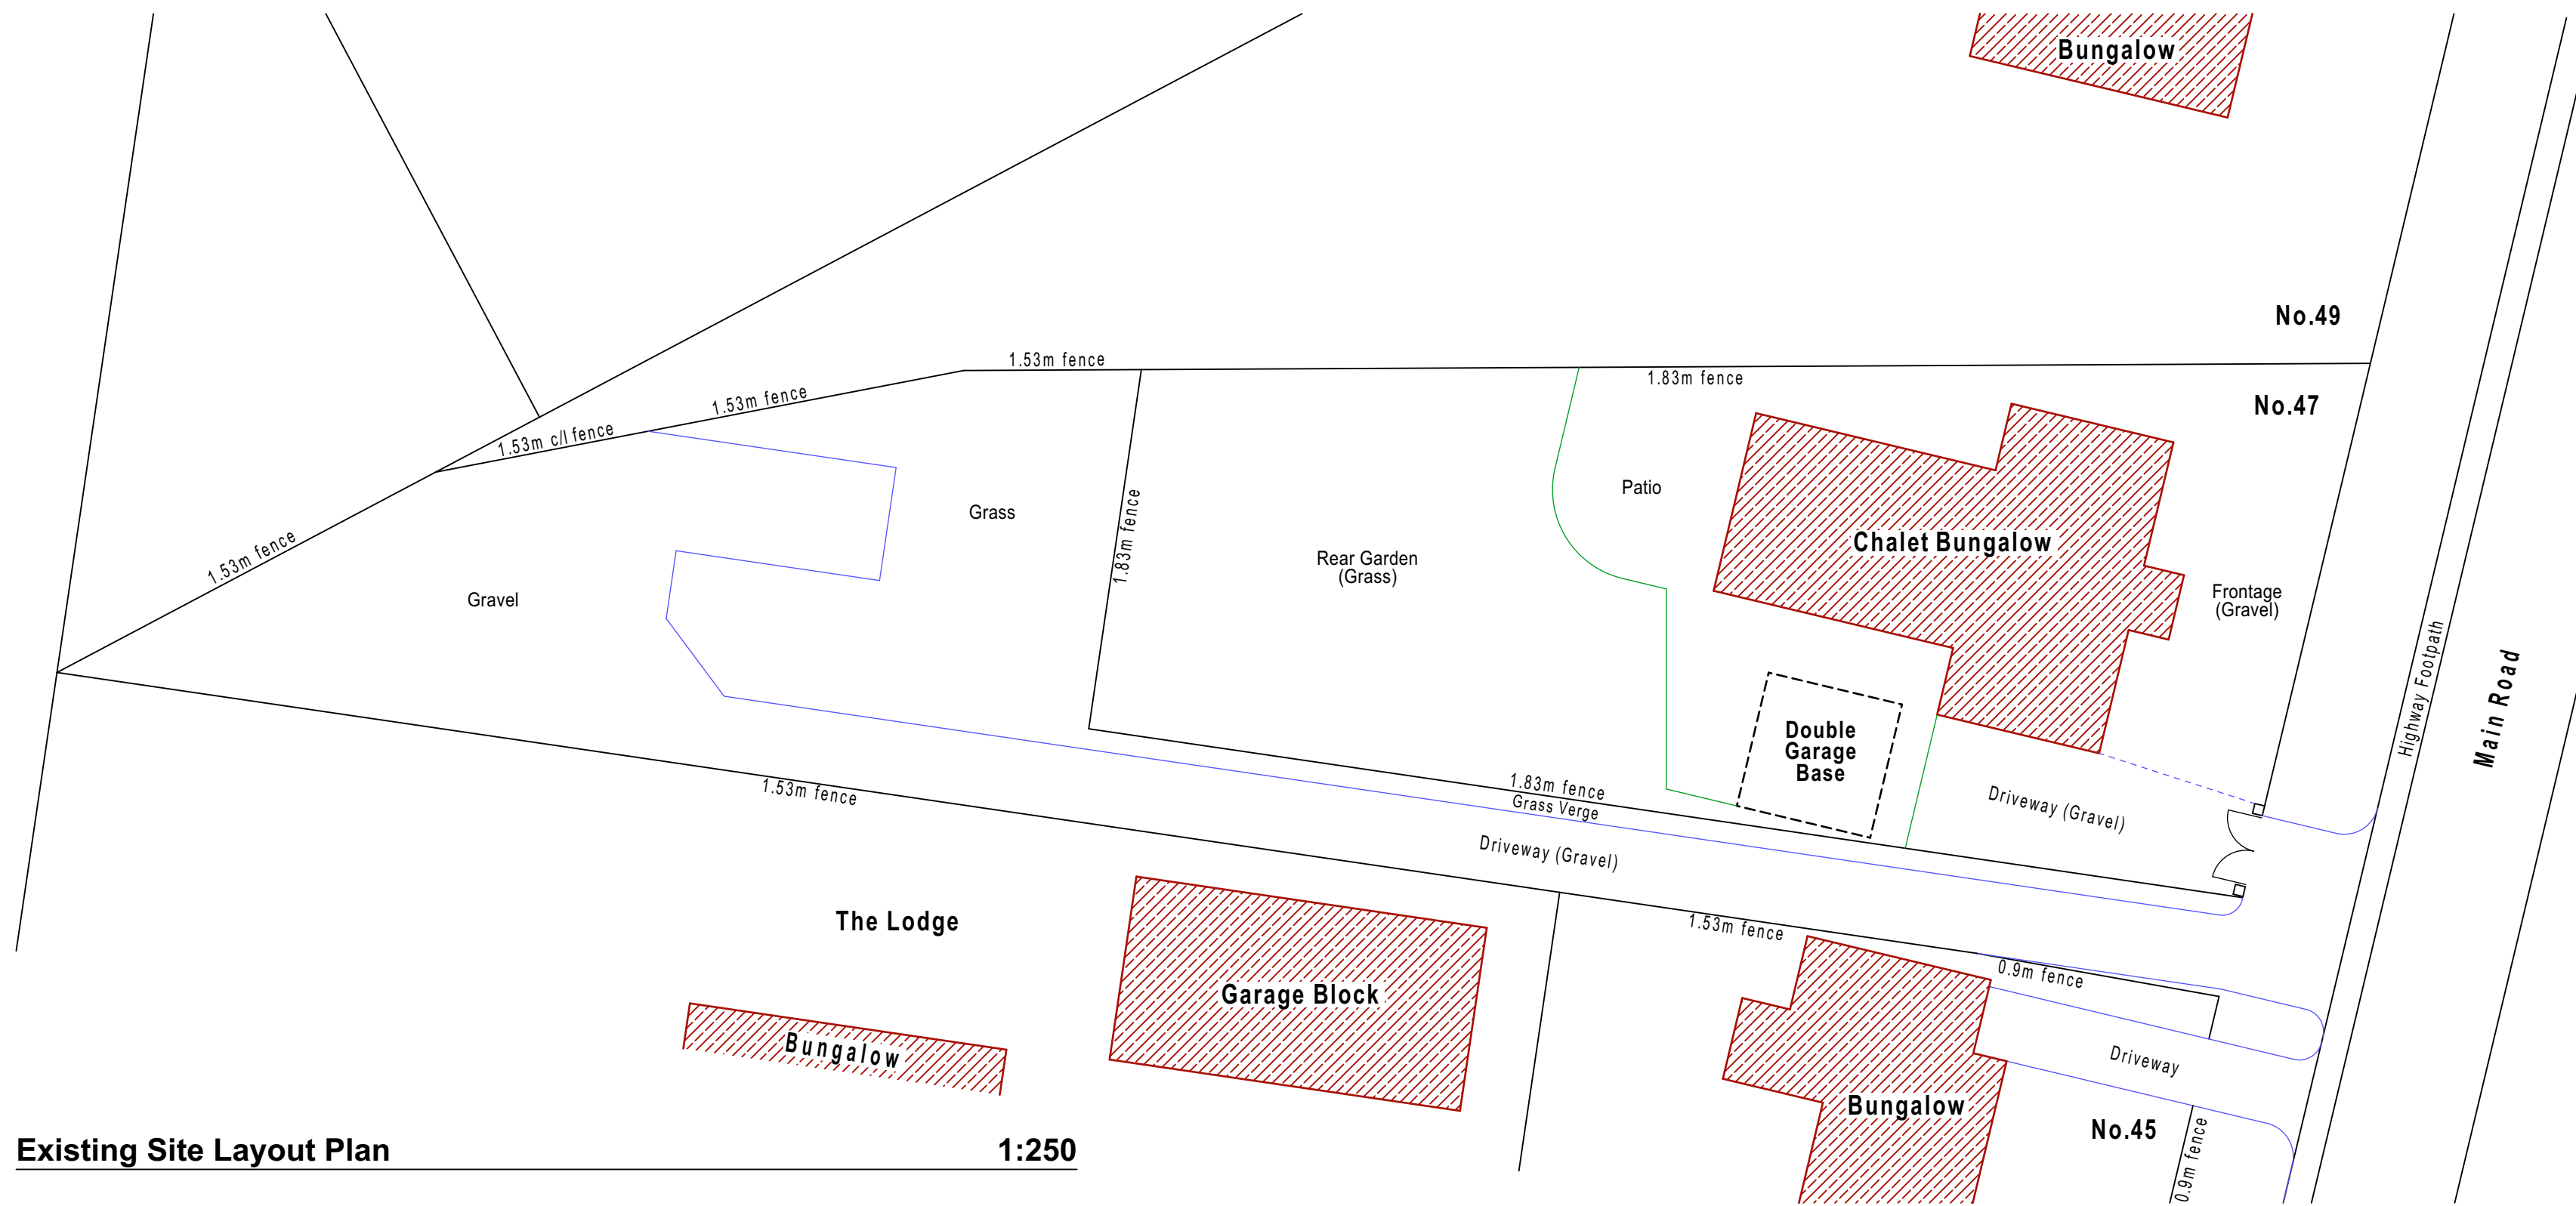 Bungalow
No.49
1.53m fence
1.83m fence
1.53m fence
No.47
1.53m c/l fence
Patio
Grass
1.83m fence
Chalet Bungalow
1.53m fence
Rear Garden
(Grass)
Gravel
Frontage
(Gravel)
Highway Footpath
Main Road
Double
Garage
Base
1.83m fence
1.53m fence
Grass Verge
Driveway (Gravel)
Driveway (Gravel)
The Lodge
1.53m fence
0.9m fence
Garage Block
Bungalow
Driveway
Bungalow
No.45
0.9m fence
Existing Site Layout Plan 1:250